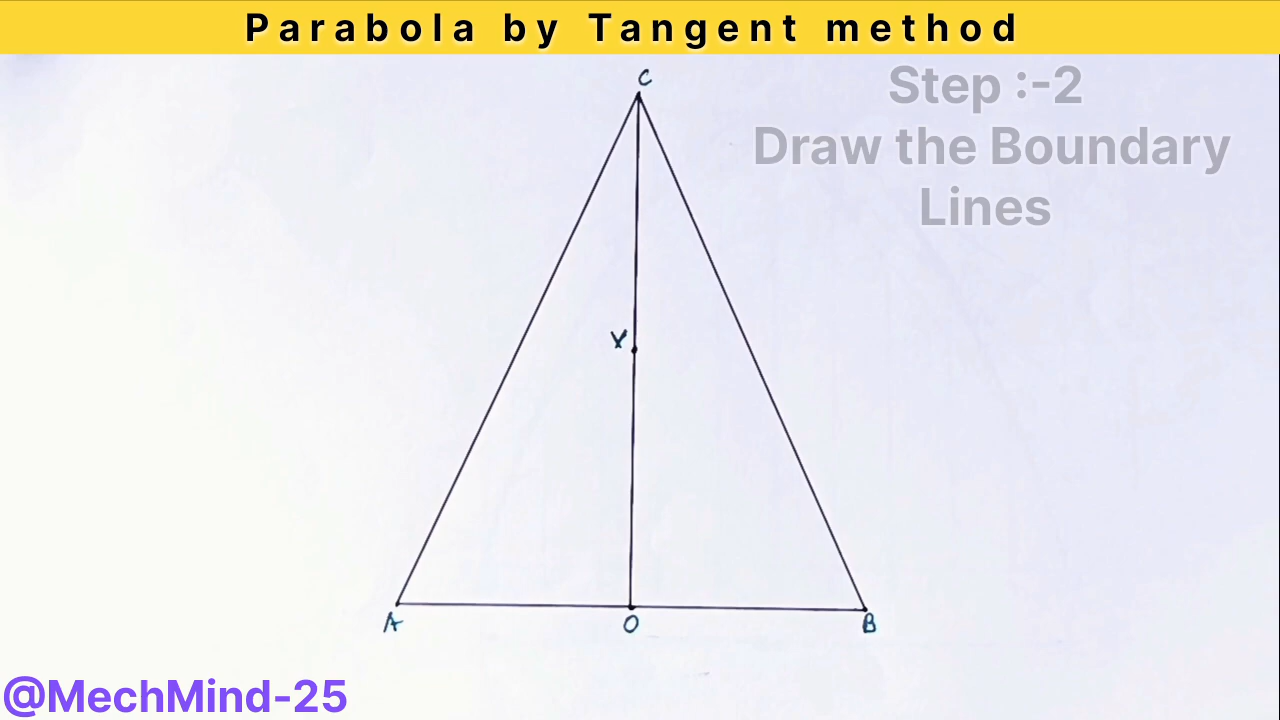 Parabola by Tangent method
Step :-2
Draw the Boundary
Lines
C
A
O
B
@MechMind-25